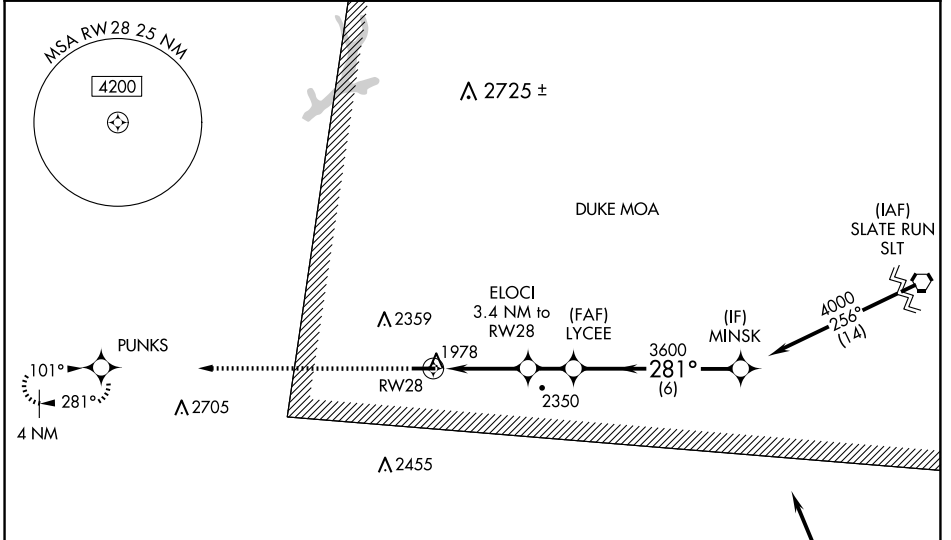 MSA RW28 25 NM
4200
2725 ±
DUKE MOA
(IAF)
SLATE RUN
SLT
4000
256°
(14)
(IF)
MINSK
ELOCI
3.4 NM to
RW28
(FAF)
LYCEE
3600
281°
(6)
2359
1978
RW28
2350
PUNKS
101°
281°
4 NM
2705
2455